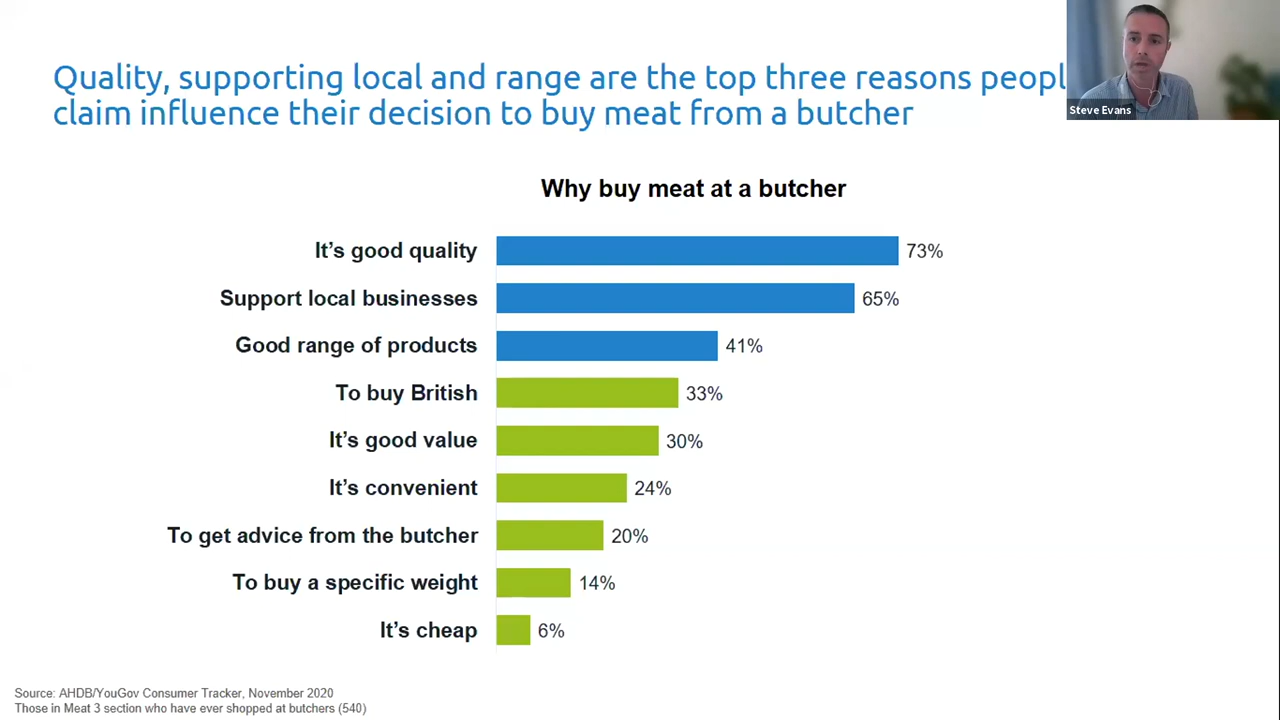 Quality, supporting local and range are the top three reasons peopl
claim influence their decision to buy meat from a butcher
Steve Evans
Why buy meat at a butcher
It's good quality 73%
Support local businesses 65%
Good range of products 41%
To buy British 33%
It's good value 30%
It's convenient 24%
To get advice from the butcher 20%
To buy a specific weight 14%
It's cheap 6%
Source: AHDB/YouGov Consumer Tracker, November 2020
Those in Meat 3 section who have ever shopped at butchers (540)